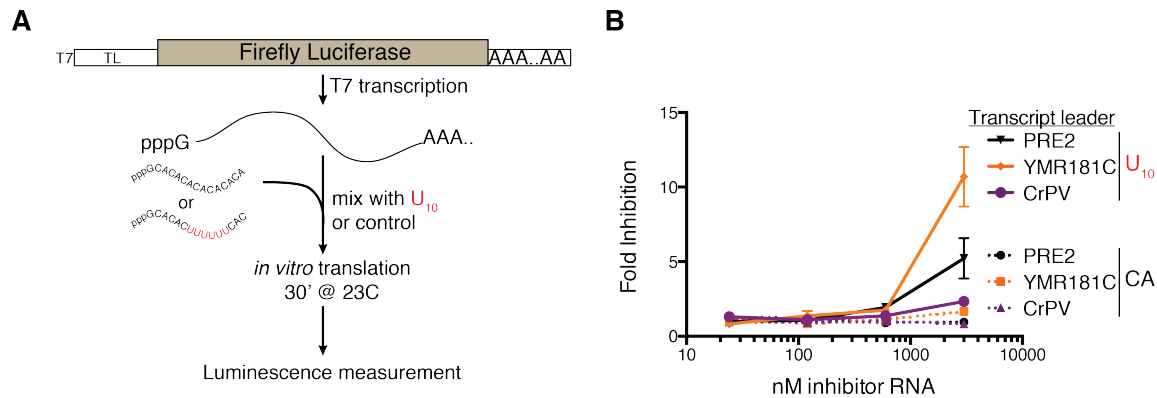 A
T7
TL
Firefly Luciferase
AAA..AA
T7 transcription
pppG
AAA..
pppGCACACACACACACA
or
pppGCACACUUUUUUCAC
mix with U10
or control
in vitro translation
30’ @ 23C
Luminescence measurement
B
Fold Inhibition
15
10
5
0
10
100
1000
10000
nM inhibitor RNA
Transcript leader
PRE2
YMR181C
CrPV
U10
PRE2
YMR181C
CrPV
CA